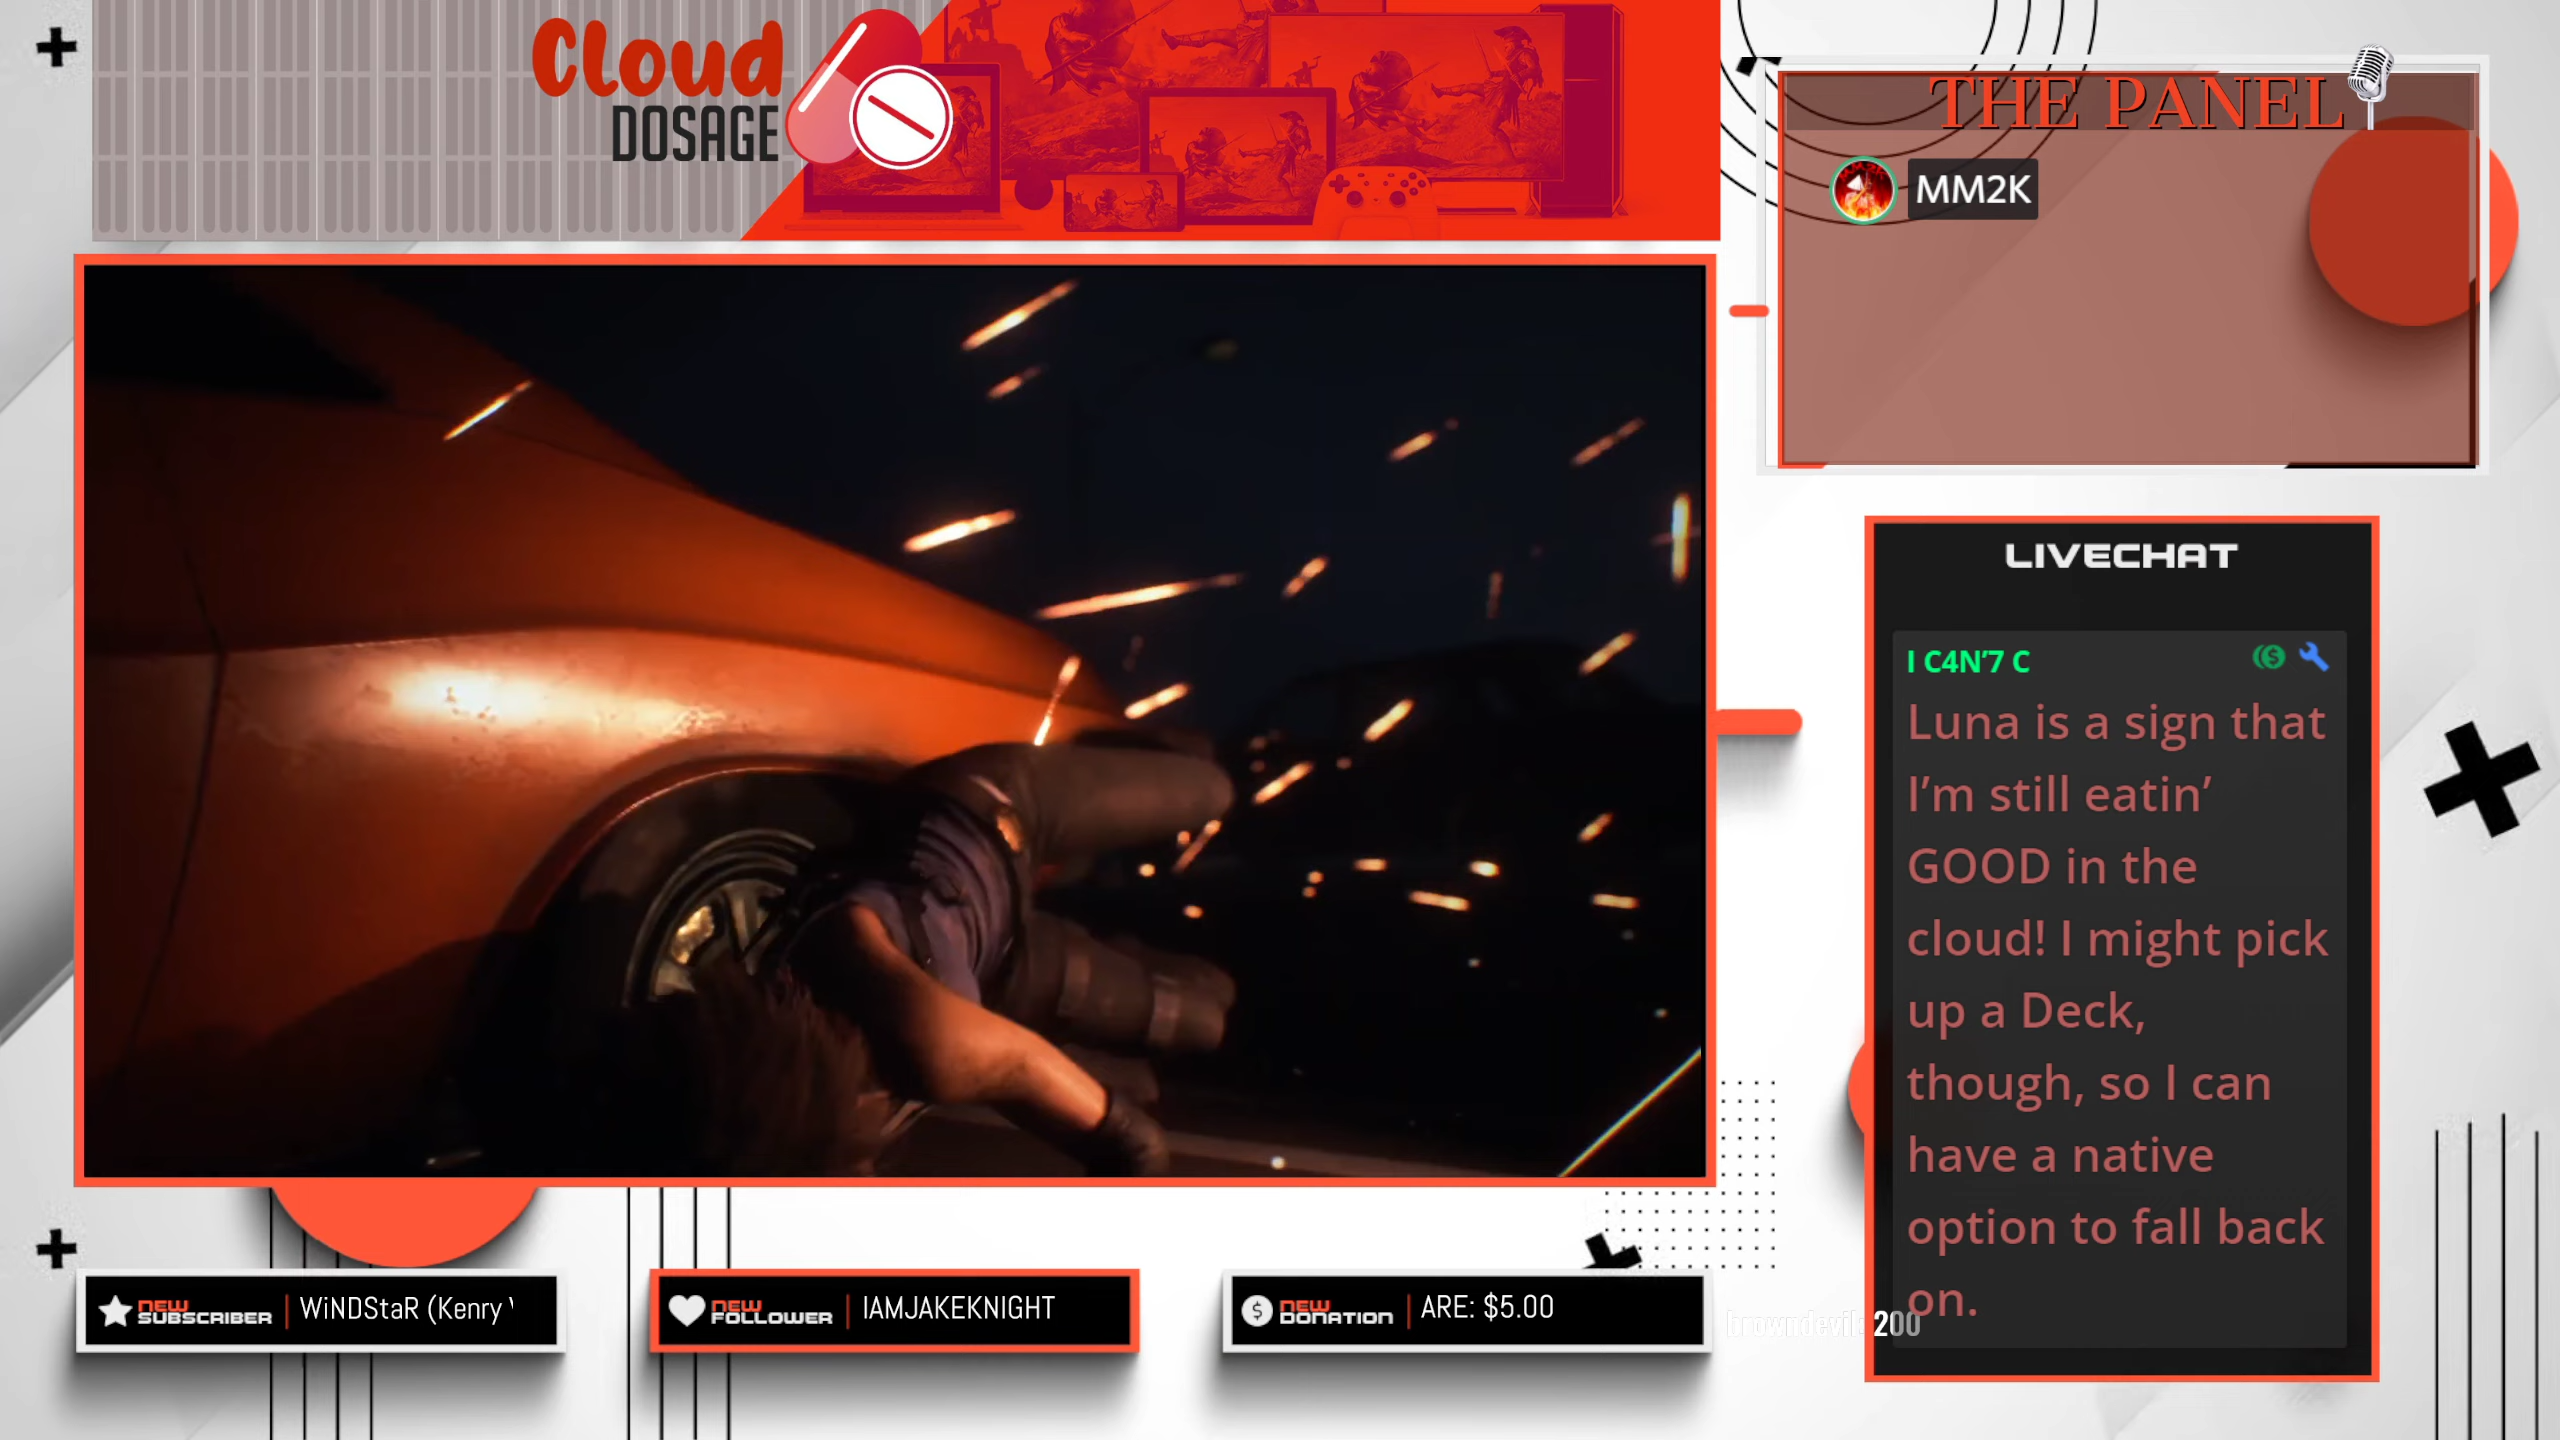 Cloud
DOSAGE
THE PANEL
MM2K
LIVECHAT
I C4N'7 C
Luna is a sign that
I'm still eatin'
GOOD in the
cloud! I might pick
up a Deck,
though, so I can
have a native
option to fall back
on.
NEW SUBSCRIBER
WiNDStaR (Kenry
NEW FOLLOWER
IAMJAKEKNIGHT
NEW DONATION
ARE: $5.00
browndevil: 200